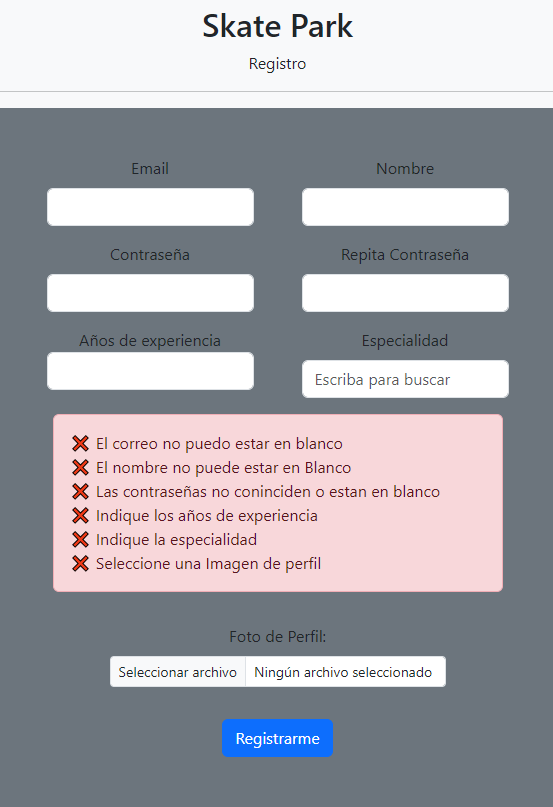 Skate Park
Registro
Email
Nombre
Contraseña
Repita Contraseña
Años de experiencia
Especialidad
Escriba para buscar
❌ El correo no puedo estar en blanco
❌ El nombre no puede estar en Blanco
❌ Las contraseñas no coninciden o estan en blanco
❌ Indique los años de experiencia
❌ Indique la especialidad
❌ Seleccione una Imagen de perfil
Foto de Perfil:
Seleccionar archivo Ningún archivo seleccionado
Registrarme